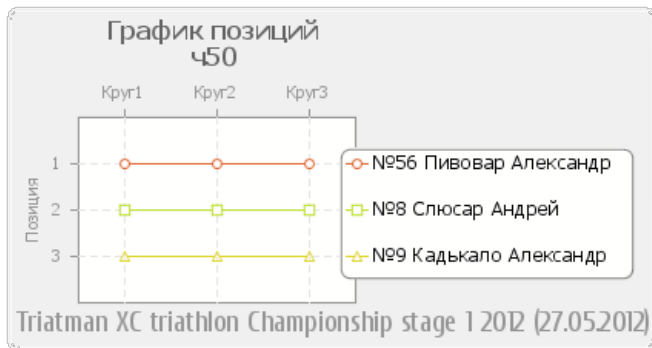 График позиций
ч50
Круг1 Круг2 Круг3
Позиция
1
2
3
№56 Пивовар Александр
№8 Слюсар Андрей
№9 Кадькало Александр
Triatman XC triathlon Championship stage 1 2012 (27.05.2012)